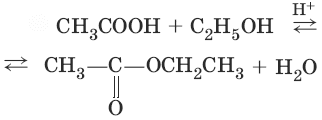 CH₃COOH + C₂H₅OH ⇄ H⁺
⇄ CH₃—C—OCH₂CH₃ + H₂O
||
O